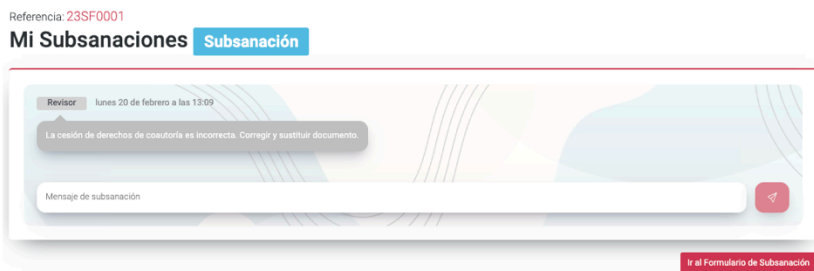 Referencia: 23SF0001
Mi Subsanaciones Subsanación
Revisor lunes 20 de febrero a las 13:09
La cesión de derechos de coautoría es incorrecta. Corregir y sustituir documento.
Mensaje de subsanación
Ir al Formulario de Subsanación